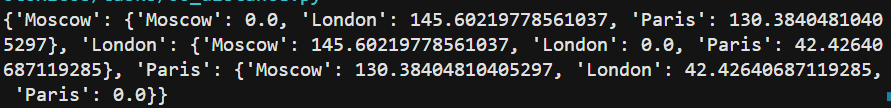 {'Moscow': {'Moscow': 0.0, 'London': 145.60219778561037, 'Paris': 130.3840481040
5297}, 'London': {'Moscow': 145.60219778561037, 'London': 0.0, 'Paris': 42.42640
687119285}, 'Paris': {'Moscow': 130.38404810405297, 'London': 42.42640687119285,
 'Paris': 0.0}}